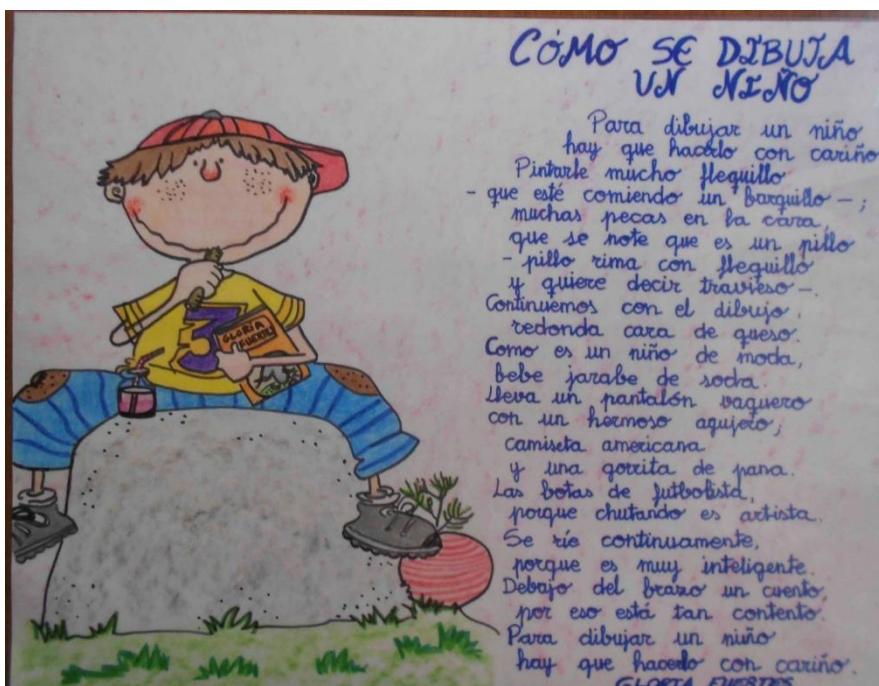 CÓMO SE DIBUJA
UN NIÑO
Para dibujar un niño
hay que hacerlo con cariño
Pintarle mucho flequillo
- que esté comiendo un barquillo -;
muchas pecas en la cara,
que se note que es un pillo
- pillo rima con flequillo
y quiere decir travieso -.
Continuemos con el dibujo,
redonda cara de queso.
Como es un niño de moda,
bebe jarabe de soda.
Lleva un pantalón vaquero
con un hermoso agujero;
camiseta americana
y una gorrita de pana.
Las botas de futbolista,
porque chutando es artista.
Se ríe continuamente,
porque es muy inteligente.
Debajo del brazo un cuento,
por eso está tan contento.
Para dibujar un niño
hay que hacerlo con cariño.
GLORIA FUERTES
3
GLORIA
FUERTES